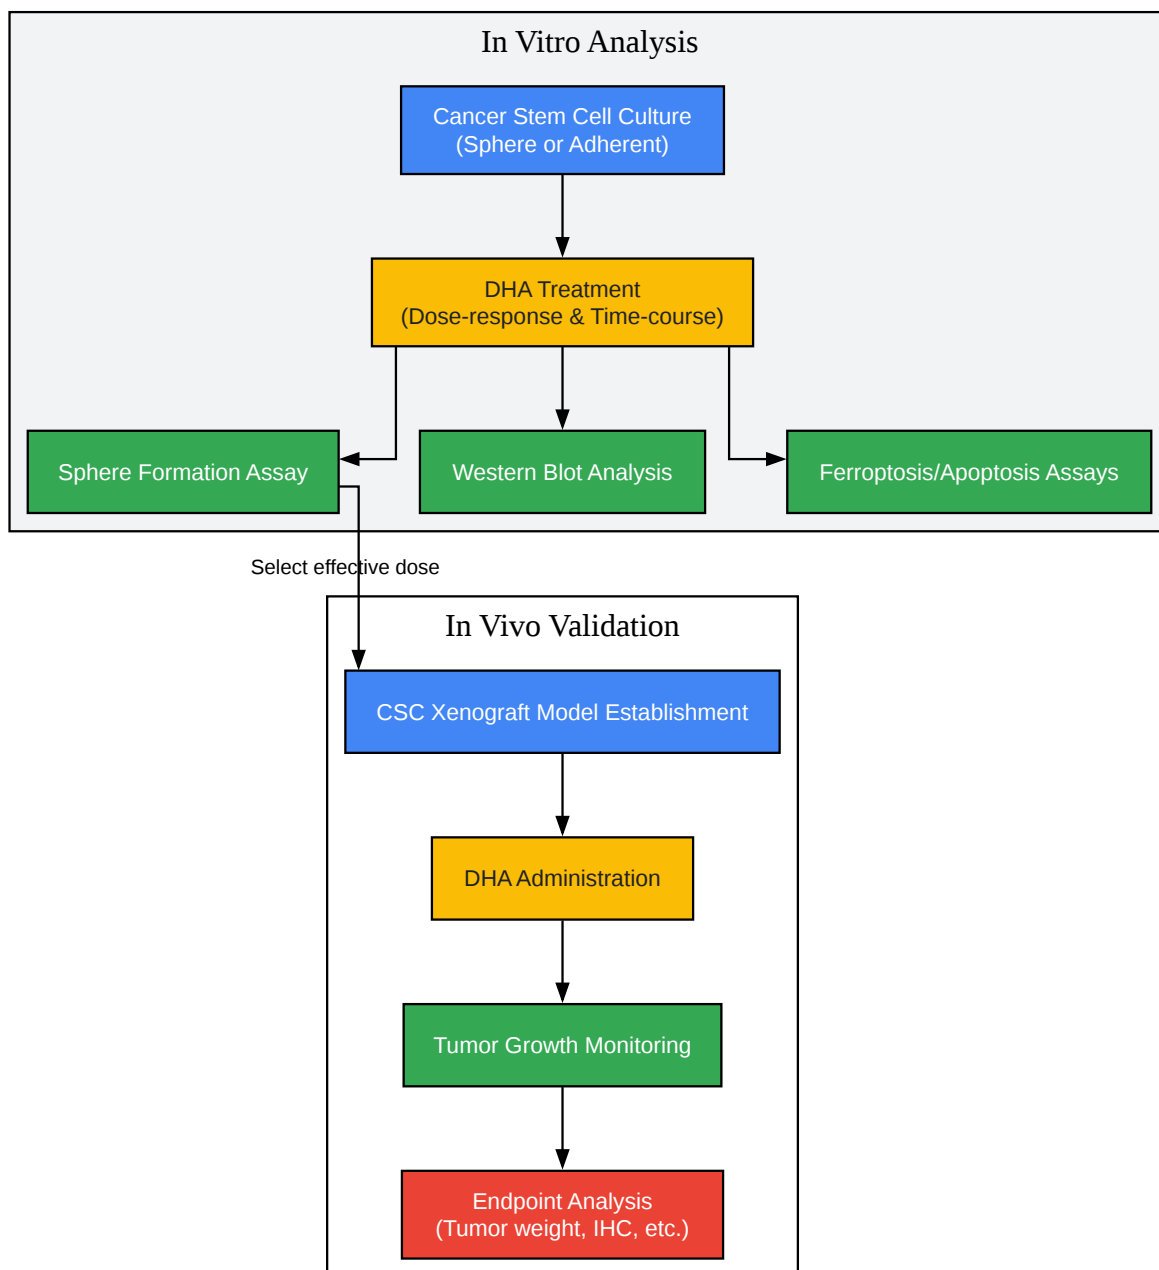 In Vitro Analysis
Cancer Stem Cell Culture
(Sphere or Adherent)
DHA Treatment
(Dose-response & Time-course)
Sphere Formation Assay
Western Blot Analysis
Ferroptosis/Apoptosis Assays
Select effective dose
In Vivo Validation
CSC Xenograft Model Establishment
DHA Administration
Tumor Growth Monitoring
Endpoint Analysis
(Tumor weight, IHC, etc.)